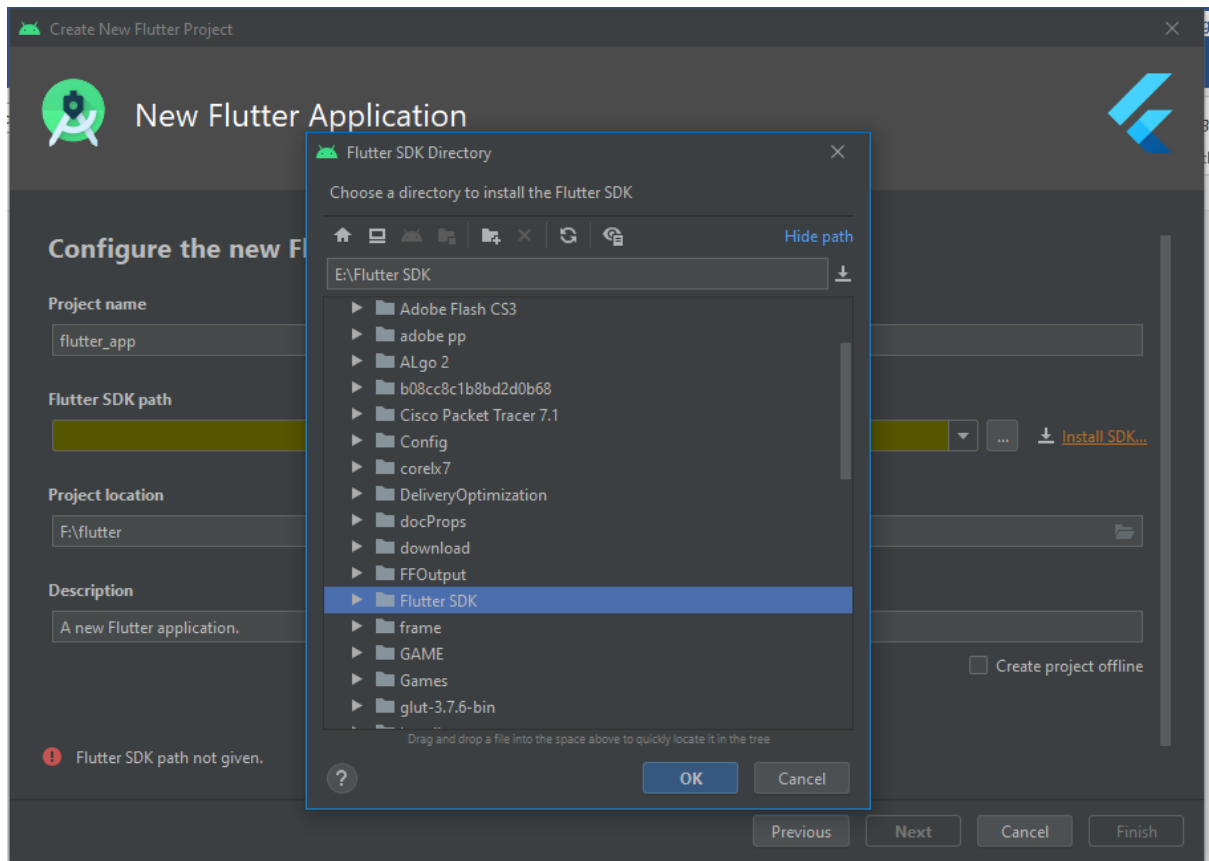 Create New Flutter Project
New Flutter Application
Flutter SDK Directory
Choose a directory to install the Flutter SDK
Hide path
E:\Flutter SDK
Adobe Flash CS3
adobe pp
ALgo 2
b08cc8c1b8bd2d0b68
Cisco Packet Tracer 7.1
Config
corelx7
DeliveryOptimization
docProps
download
FFOutput
Flutter SDK
frame
GAME
Games
glut-3.7.6-bin
Drag and drop a file into the space above to quickly locate it in the tree
?
OK
Cancel
Configure the new Fl
Project name
flutter_app
Flutter SDK path
...
Install SDK...
Project location
F:\flutter
Description
A new Flutter application.
Create project offline
Flutter SDK path not given.
Previous
Next
Cancel
Finish